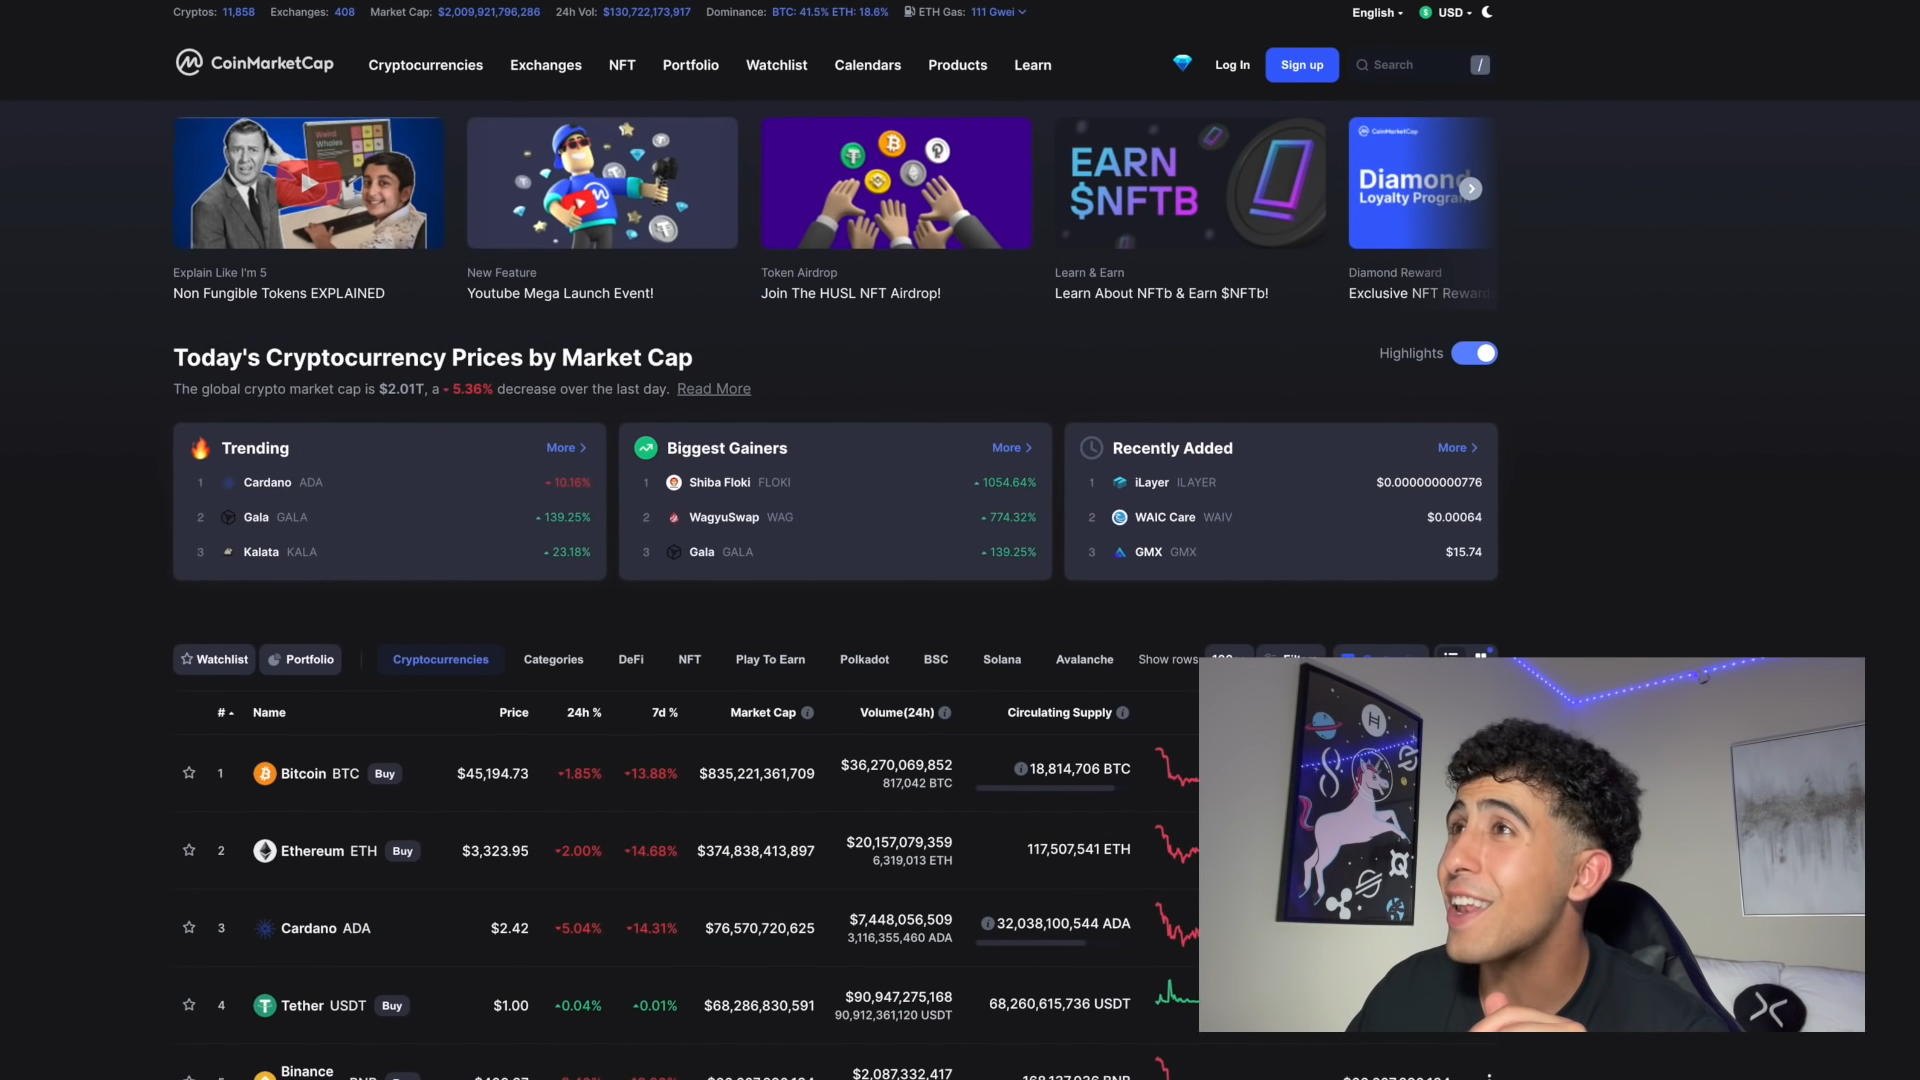 Cryptos: 11,858 Exchanges: 408 Market Cap: $2,009,921,796,286 24h Vol: $130,722,173,917 Dominance: BTC: 41.5% ETH: 18.6% ETH Gas: 111 Gwei English USD
CoinMarketCap Cryptocurrencies Exchanges NFT Portfolio Watchlist Calendars Products Learn Log In Sign up Search /
Weird Whales
EARN
$NFTB
CoinMarketCap
Diamond
Loyalty Program
Explain Like I'm 5 New Feature Token Airdrop Learn & Earn Diamond Reward
Non Fungible Tokens EXPLAINED Youtube Mega Launch Event! Join The HUSL NFT Airdrop! Learn About NFTb & Earn $NFTb! Exclusive NFT Rewards
Today's Cryptocurrency Prices by Market Cap Highlights
The global crypto market cap is $2.01T, a 5.36% decrease over the last day. Read More
Trending More Biggest Gainers More Recently Added More
1 Cardano ADA 10.16% 1 Shiba Floki FLOKI 1054.64% 1 iLayer ILAYER $0.000000000776
2 Gala GALA 139.25% 2 WagyuSwap WAG 774.32% 2 WAIC Care WAIV $0.00064
3 Kalata KALA 23.18% 3 Gala GALA 139.25% 3 GMX GMX $15.74
Watchlist Portfolio Cryptocurrencies Categories DeFi NFT Play To Earn Polkadot BSC Solana Avalanche Show rows
# Name Price 24h % 7d % Market Cap Volume(24h) Circulating Supply
1 Bitcoin BTC Buy $45,194.73 1.85% 13.88% $835,221,361,709 $36,270,069,852 18,814,706 BTC
817,042 BTC
2 Ethereum ETH Buy $3,323.95 2.00% 14.68% $374,838,413,897 $20,157,079,359 117,507,541 ETH
6,319,013 ETH
3 Cardano ADA $2.42 5.04% 14.31% $76,570,720,625 $7,448,056,509 32,038,100,544 ADA
3,116,355,460 ADA
4 Tether USDT Buy $1.00 0.04% 0.01% $68,286,830,591 $90,947,275,168 68,260,615,736 USDT
90,912,361,120 USDT
Binance $2,087,332,417